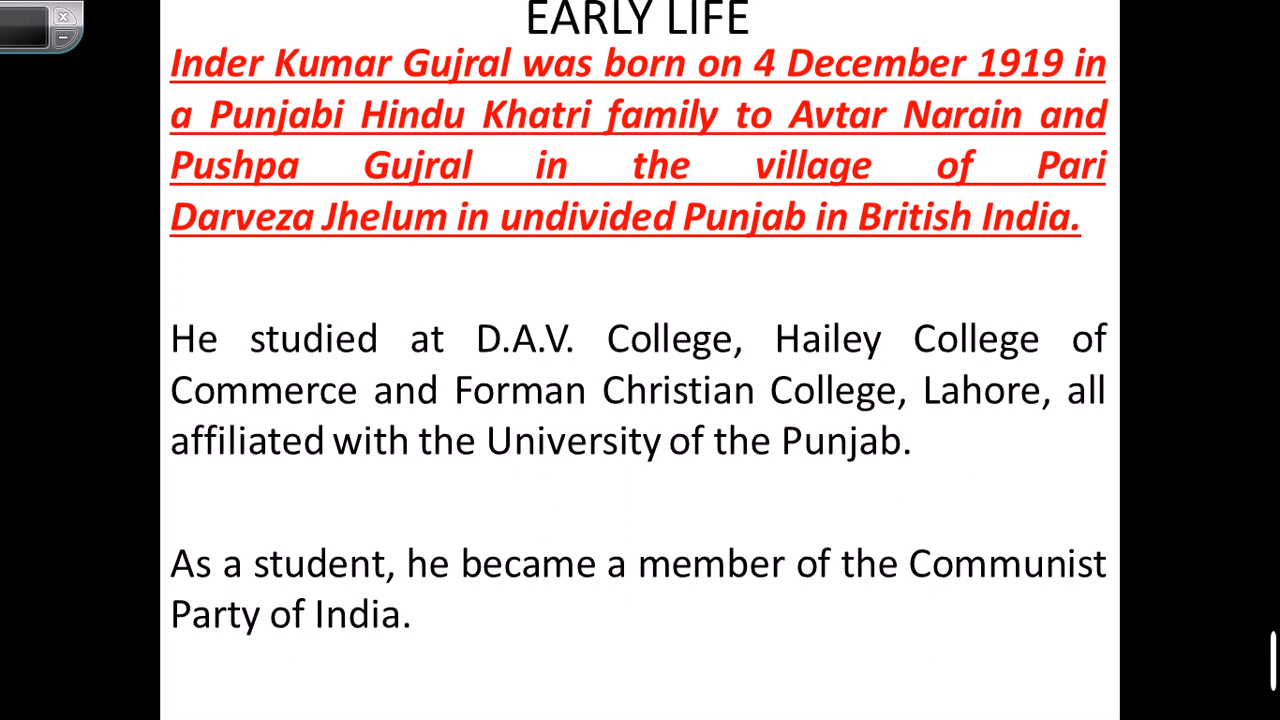 EARLY LIFE
Inder Kumar Gujral was born on 4 December 1919 in
a Punjabi Hindu Khatri family to Avtar Narain and
Pushpa Gujral in the village of Pari
Darveza Jhelum in undivided Punjab in British India.
He studied at D.A.V. College, Hailey College of
Commerce and Forman Christian College, Lahore, all
affiliated with the University of the Punjab.
As a student, he became a member of the Communist
Party of India.